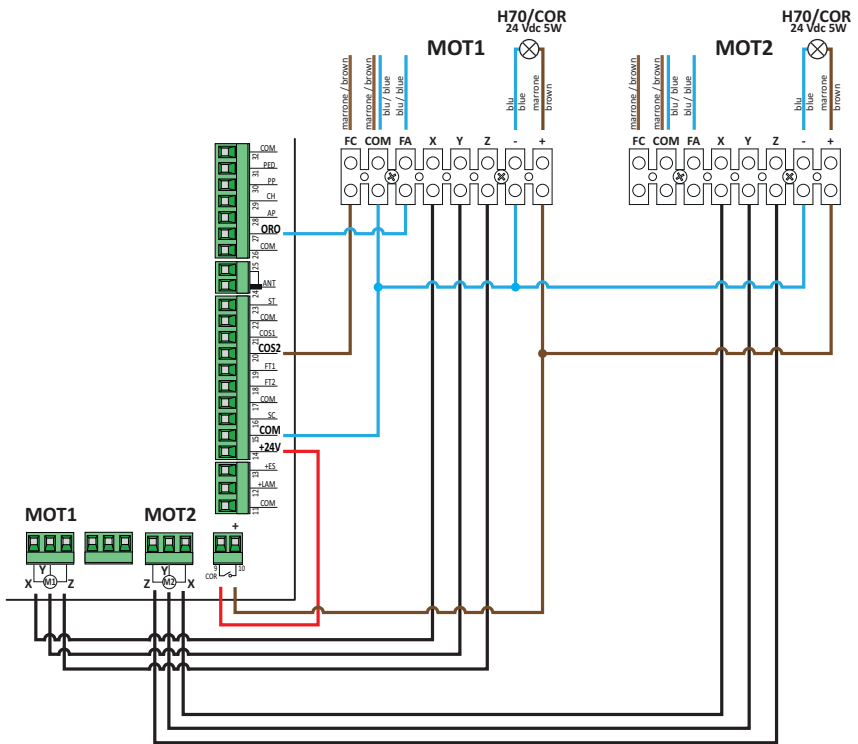 H70/COR
24 Vdc 5W
MOT1
H70/COR
24 Vdc 5W
MOT2
marrone / brown
marrone / brown
blu / blue
blu / blue
blu
blue
marrone
brown
marrone / brown
marrone / brown
blu / blue
blu / blue
blu
blue
marrone
brown
FC COM FA X Y Z - +
FC COM FA X Y Z - +
COM
32
PED
31
PP
30
CH
29
AP
28
ORO
27
COM
26
25
ANT
24
ST
23
COM
22
COS1
21
COS2
20
FT1
19
FT2
18
COM
17
SC
16
COM
15
+24V
14
+ES
13
+LAM
12
COM
11
MOT1
MOT2
+
X Y M1 Z
Z Y M2 X
9 10
COR